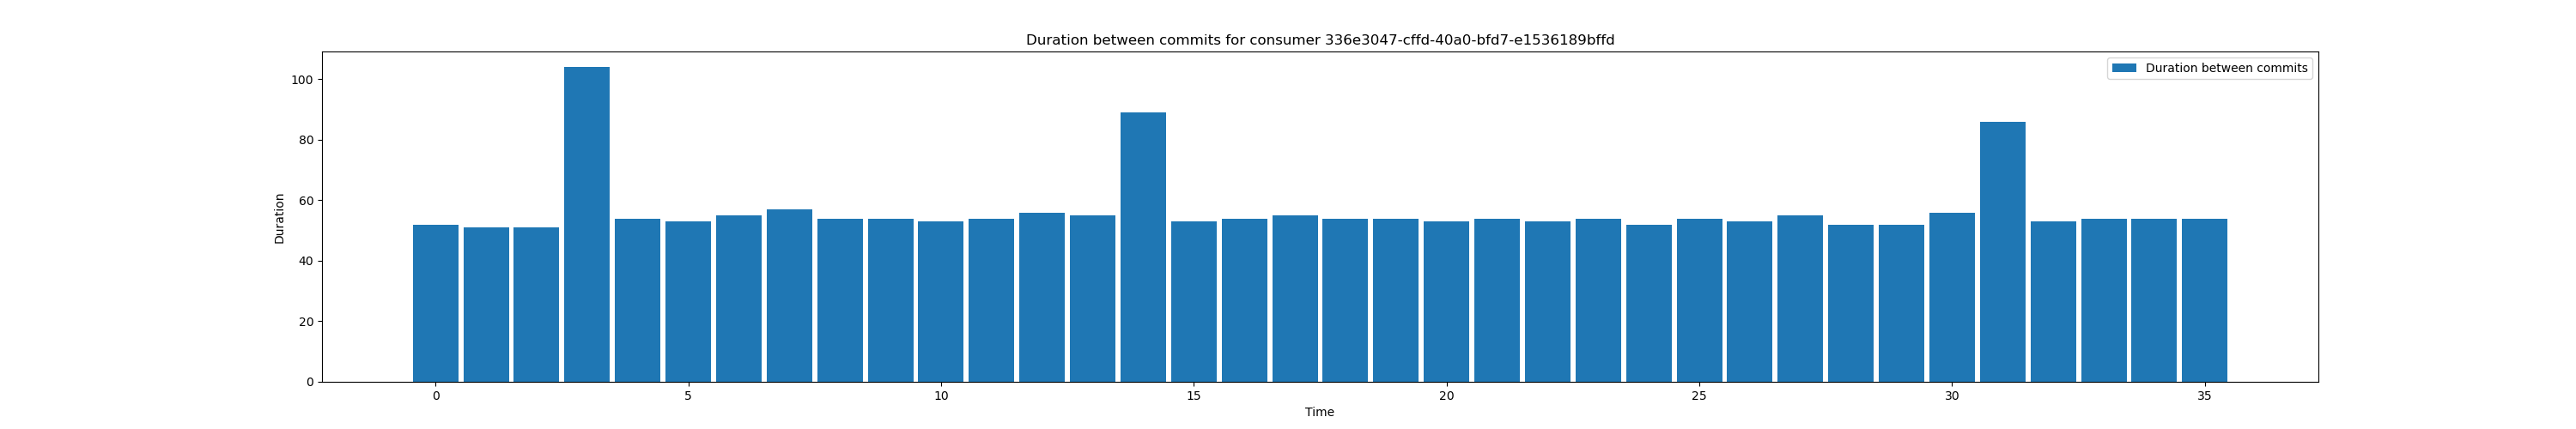 Duration between commits for consumer 336e3047-cffd-40a0-bfd7-e1536189bffd
Duration between commits
100
80
60
40
20
0
Duration
0 5 10 15 20 25 30 35
Time